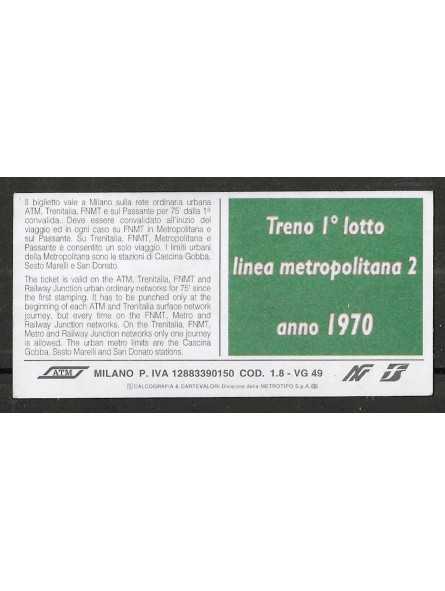 Il biglietto vale a Milano sulla rete ordinaria urbana
ATM, Trenitalia, FNMT e sul Passante per 75' dalla 1ª
convalida. Deve essere convalidato all'inizio del
viaggio ed in ogni caso su FNMT in Metropolitana e
sul Passante. Su Trenitalia, FNMT, Metropolitana e
Passante è consentito un solo viaggio. I limiti urbani
della Metropolitana sono le stazioni di Cascina Gobba,
Sesto Marelli e San Donato.
The ticket is valid on the ATM, Trenitalia, FNMT and
Railway Junction urban ordinary networks for 75' since
the first stamping. It has to be punched only at the
beginning of each ATM and Trenitalia surface network
journey, but every time on the FNMT, Metro and
Railway Junction networks. On the Trenitalia, FNMT,
Metro and Railway Junction networks only one journey
is allowed. The urban metro limits are the Cascina
Gobba, Sesto Marelli and San Donato stations.
Treno 1° lotto
linea metropolitana 2
anno 1970
ATM MILANO P. IVA 12883390150 COD. 1.8 - VG 49
CALCOGRAFIA & CARTEVALORI Divisione della METROTIPO S.p.A.